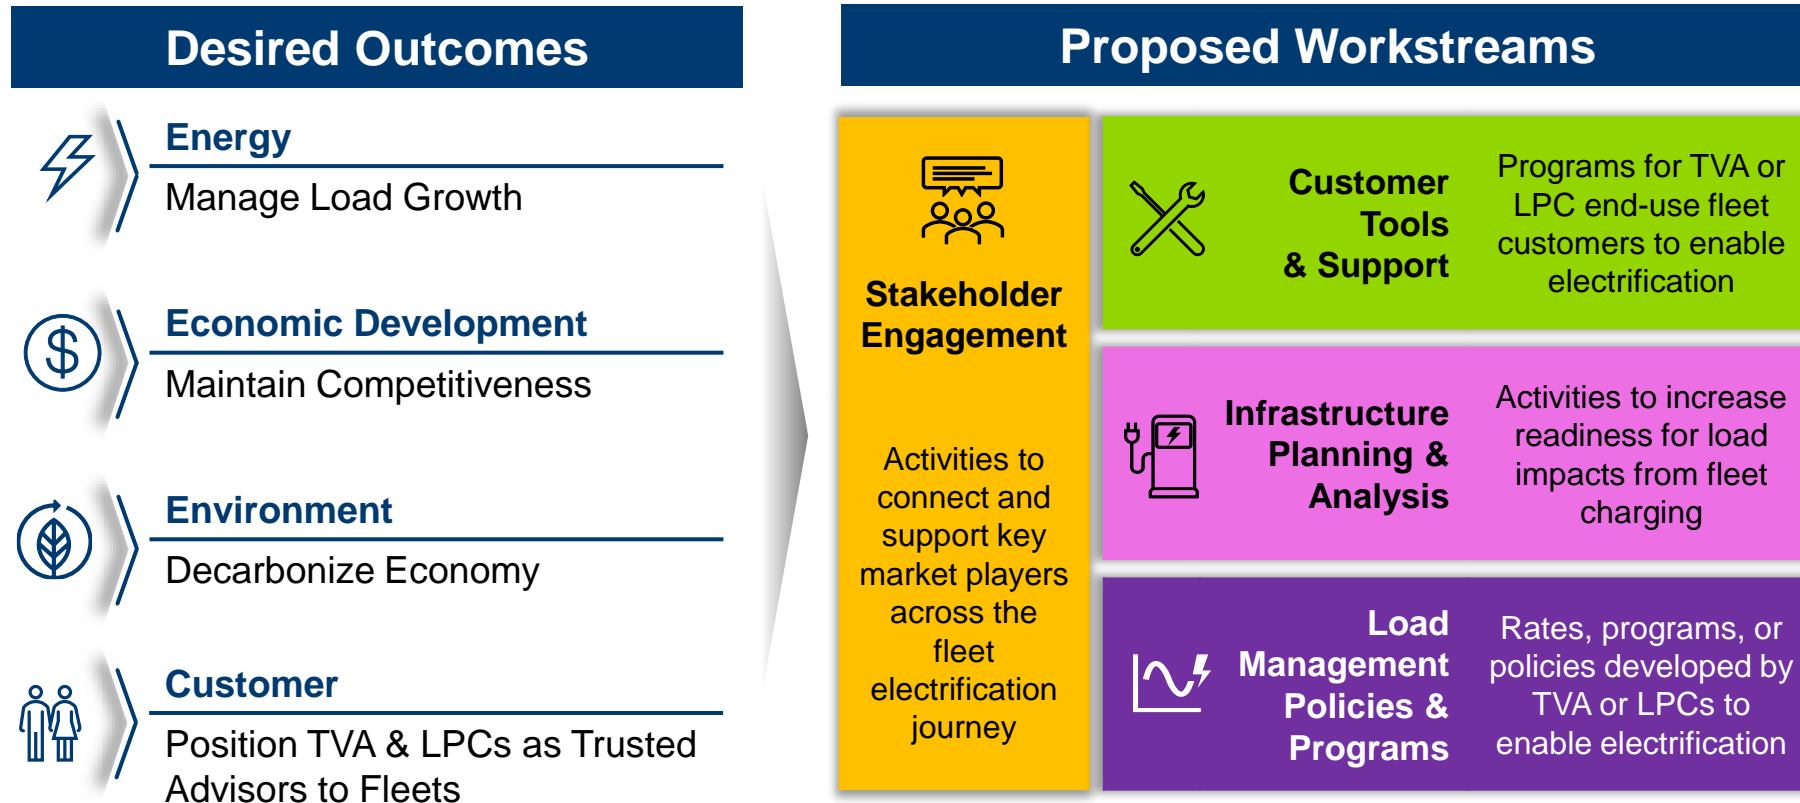 Desired Outcomes
Energy
Manage Load Growth
Economic Development
Maintain Competitiveness
Environment
Decarbonize Economy
Customer
Position TVA & LPCs as Trusted
Advisors to Fleets
Proposed Workstreams
Stakeholder
Engagement
Activities to
connect and
support key
market players
across the
fleet
electrification
journey
Customer
Tools
& Support
Programs for TVA or
LPC end-use fleet
customers to enable
electrification
Infrastructure
Planning &
Analysis
Activities to increase
readiness for load
impacts from fleet
charging
Load
Management
Policies &
Programs
Rates, programs, or
policies developed by
TVA or LPCs to
enable electrification